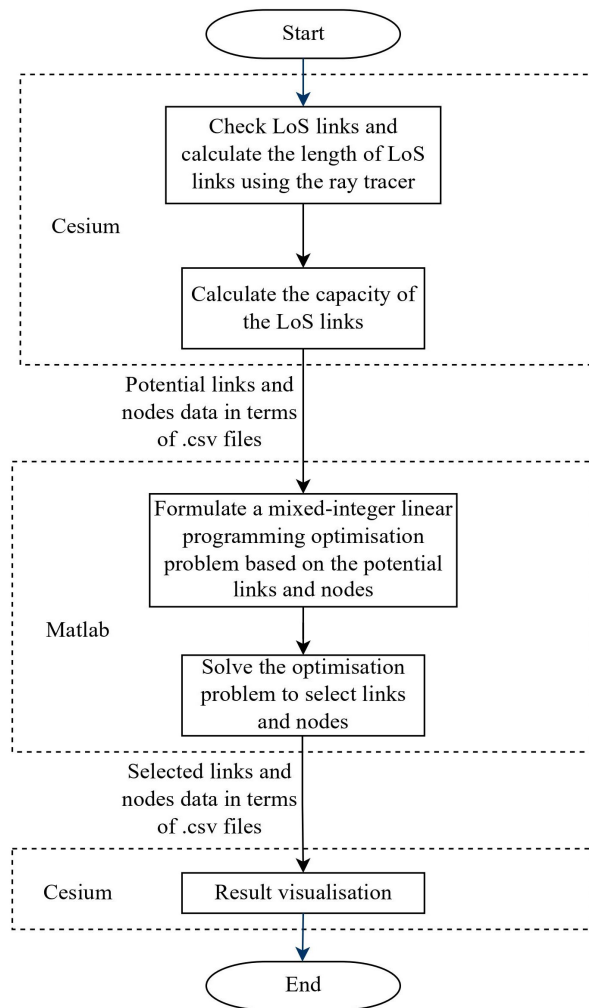 Start
Check LoS links and
calculate the length of LoS
links using the ray tracer
Cesium
Calculate the capacity of
the LoS links
Potential links and
nodes data in terms
of .csv files
Formulate a mixed-integer linear
programming optimisation
problem based on the potential
links and nodes
Matlab
Solve the optimisation
problem to select links
and nodes
Selected links and
nodes data in terms
of .csv files
Cesium
Result visualisation
End